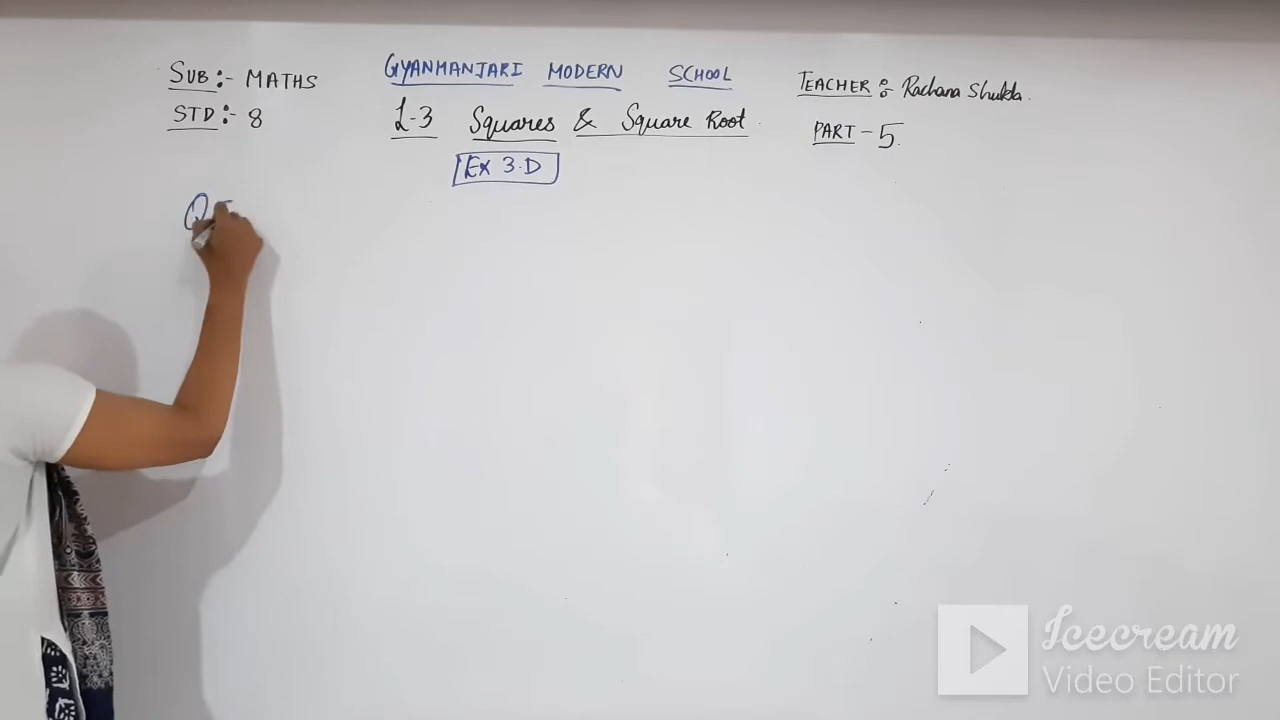 SUB:- MATHS
STD:- 8
GYANMANJARI MODERN SCHOOL
L-3 Squares & Square Root
Ex 3.D
TEACHER : Rachana Shukla.
PART - 5.
Q
Icecream
Video Editor